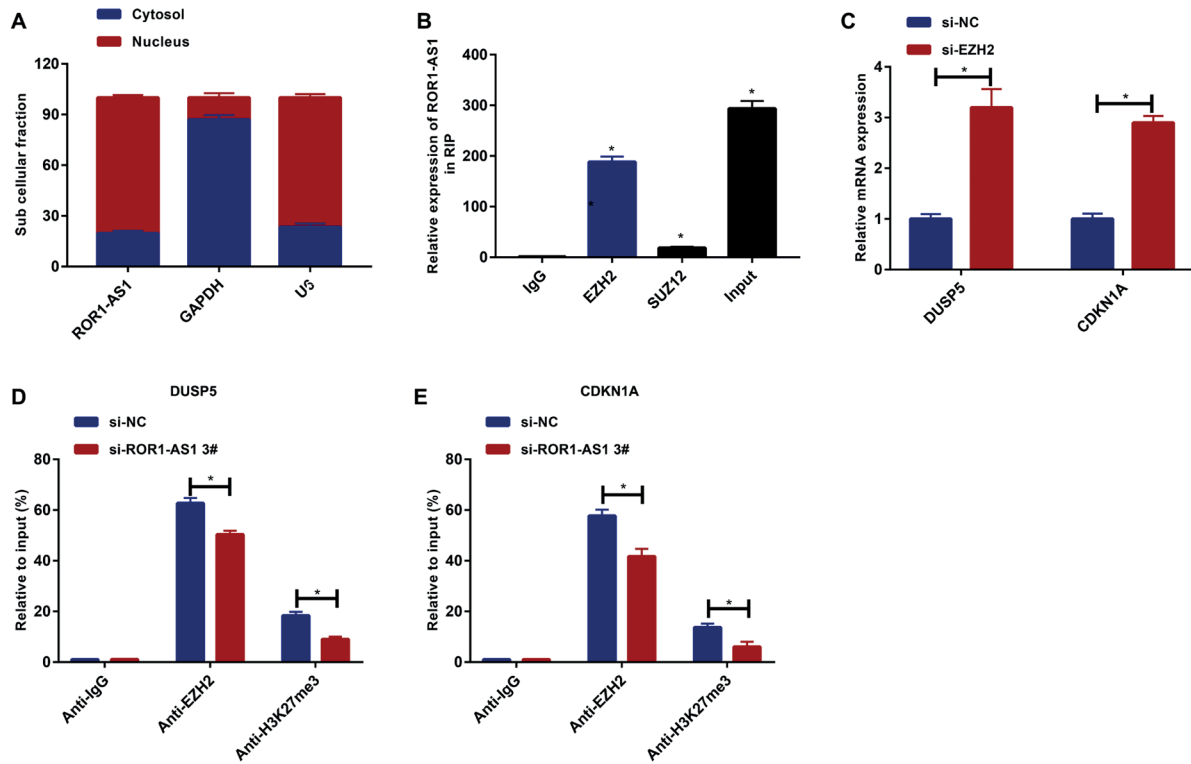 A
Cytosol
Nucleus
Sub cellular fraction
120
90
60
30
0
ROR1-AS1
GAPDH
U5
B
Relative expression of ROR1-AS1
in RIP
400
300
200
100
0
*
*
*
*
IgG
EZH2
SUZ12
Input
C
si-NC
si-EZH2
Relative mRNA expression
4
3
2
1
0
*
*
DUSP5
CDKN1A
D
DUSP5
si-NC
si-ROR1-AS1 3#
Relative to input (%)
80
60
40
20
0
*
*
Anti-IgG
Anti-EZH2
Anti-H3K27me3
E
CDKN1A
si-NC
si-ROR1-AS1 3#
Relative to input (%)
80
60
40
20
0
*
*
Anti-IgG
Anti-EZH2
Anti-H3K27me3